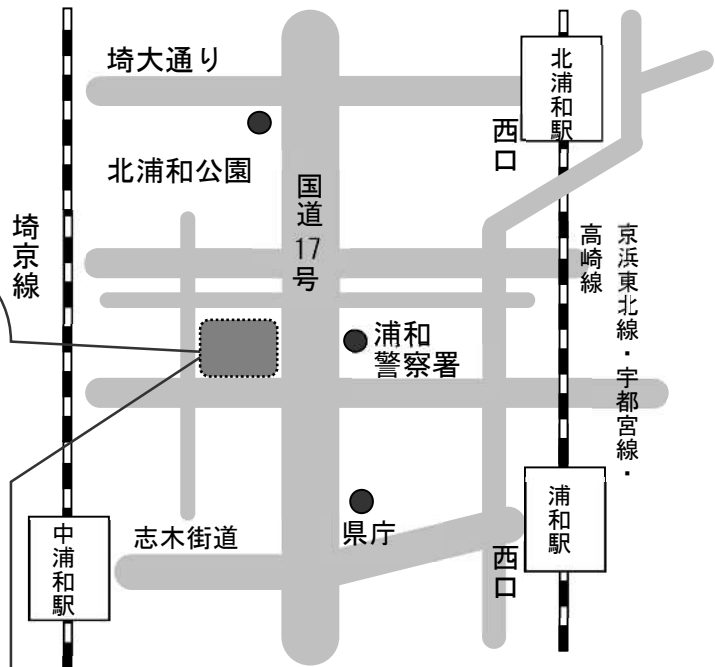 埼大通り
北浦和駅
西口
北浦和公園
国道17号
埼京線
高崎線
京浜東北線・宇都宮線・
浦和
警察署
浦和駅
西口
県庁
志木街道
中浦和駅